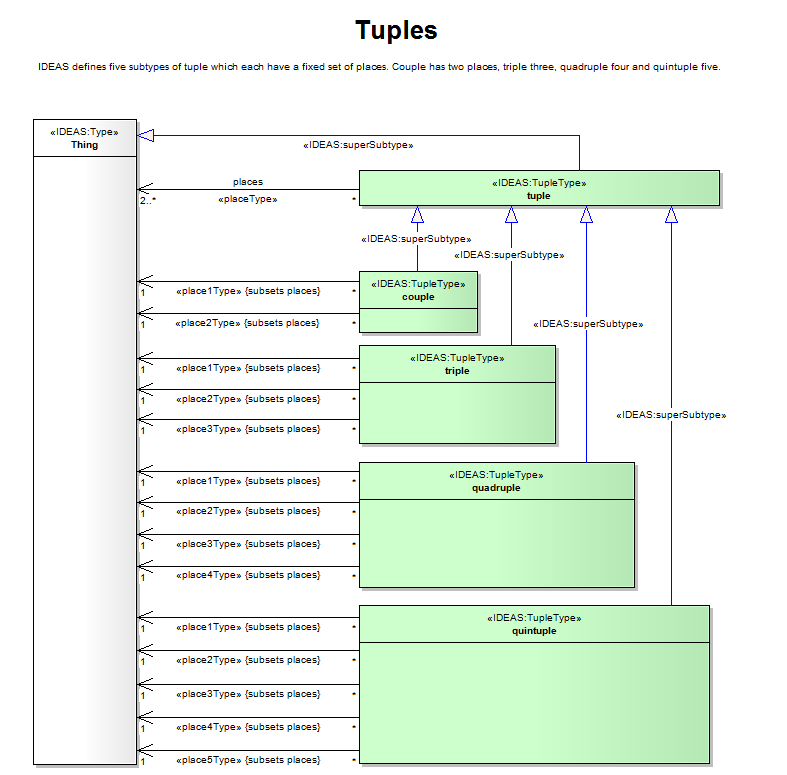 Tuples
IDEAS defines five subtypes of tuple which each have a fixed set of places. Couple has two places, triple three, quadruple four and quintuple five.
«IDEAS:Type»
Thing
«IDEAS:superSubtype»
«IDEAS:TupleType»
tuple
places
2..*
«placeType»
*
«IDEAS:superSubtype»
«IDEAS:superSubtype»
«IDEAS:superSubtype»
«IDEAS:superSubtype»
«IDEAS:TupleType»
couple
1 «place1Type» {subsets places} *
1 «place2Type» {subsets places} *
«IDEAS:TupleType»
triple
1 «place1Type» {subsets places} *
1 «place2Type» {subsets places} *
1 «place3Type» {subsets places} *
«IDEAS:TupleType»
quadruple
1 «place1Type» {subsets places} *
1 «place2Type» {subsets places} *
1 «place3Type» {subsets places} *
1 «place4Type» {subsets places} *
«IDEAS:TupleType»
quintuple
1 «place1Type» {subsets places} *
1 «place2Type» {subsets places} *
1 «place3Type» {subsets places} *
1 «place4Type» {subsets places} *
1 «place5Type» {subsets places} *